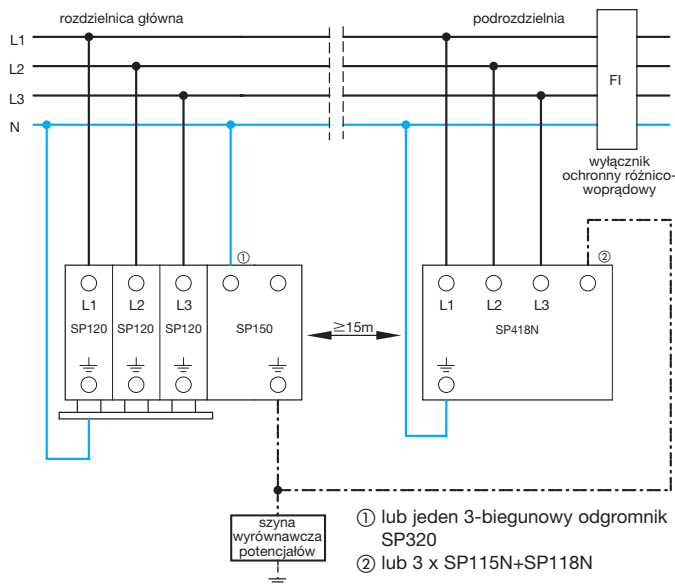 rozdzielnica główna
podrozdzielnia
L1
L2
L3
N
FI
wyłącznik
ochronny różnico-
woprądowy
①
②
L1 L2 L3
SP120 SP120 SP120 SP150
≥15m
L1 L2 L3
SP418N
szyna
wyrównawcza
potencjałów
① lub jeden 3-biegunowy odgromnik
SP320
② lub 3 x SP115N+SP118N